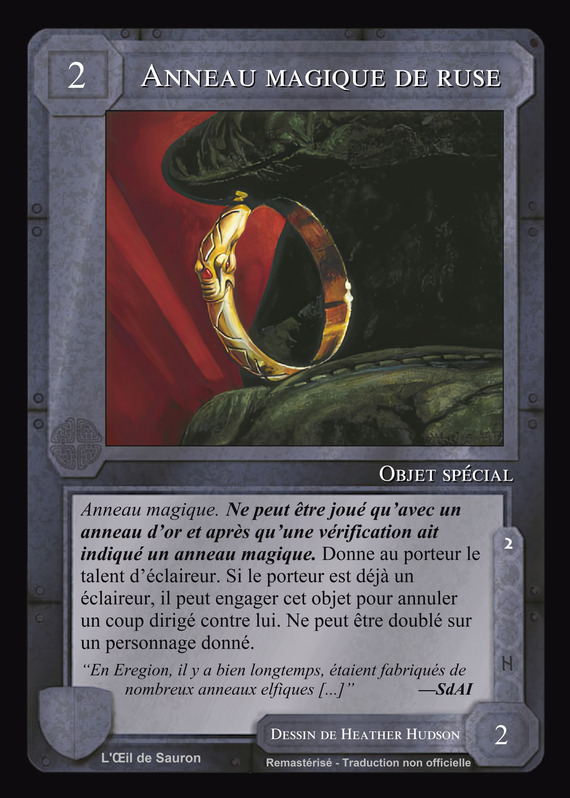 2
ANNEAU MAGIQUE DE RUSE
OBJET SPÉCIAL
Anneau magique. Ne peut être joué qu’avec un
anneau d’or et après qu’une vérification ait
indiqué un anneau magique. Donne au porteur le
talent d’éclaireur. Si le porteur est déjà un
éclaireur, il peut engager cet objet pour annuler
un coup dirigé contre lui. Ne peut être doublé sur
un personnage donné.
2
“En Eregion, il y a bien longtemps, étaient fabriqués de
nombreux anneaux elfiques [...]” —SdAI
DESSIN DE HEATHER HUDSON
2
L'Œil de Sauron
Remastérisé - Traduction non officielle